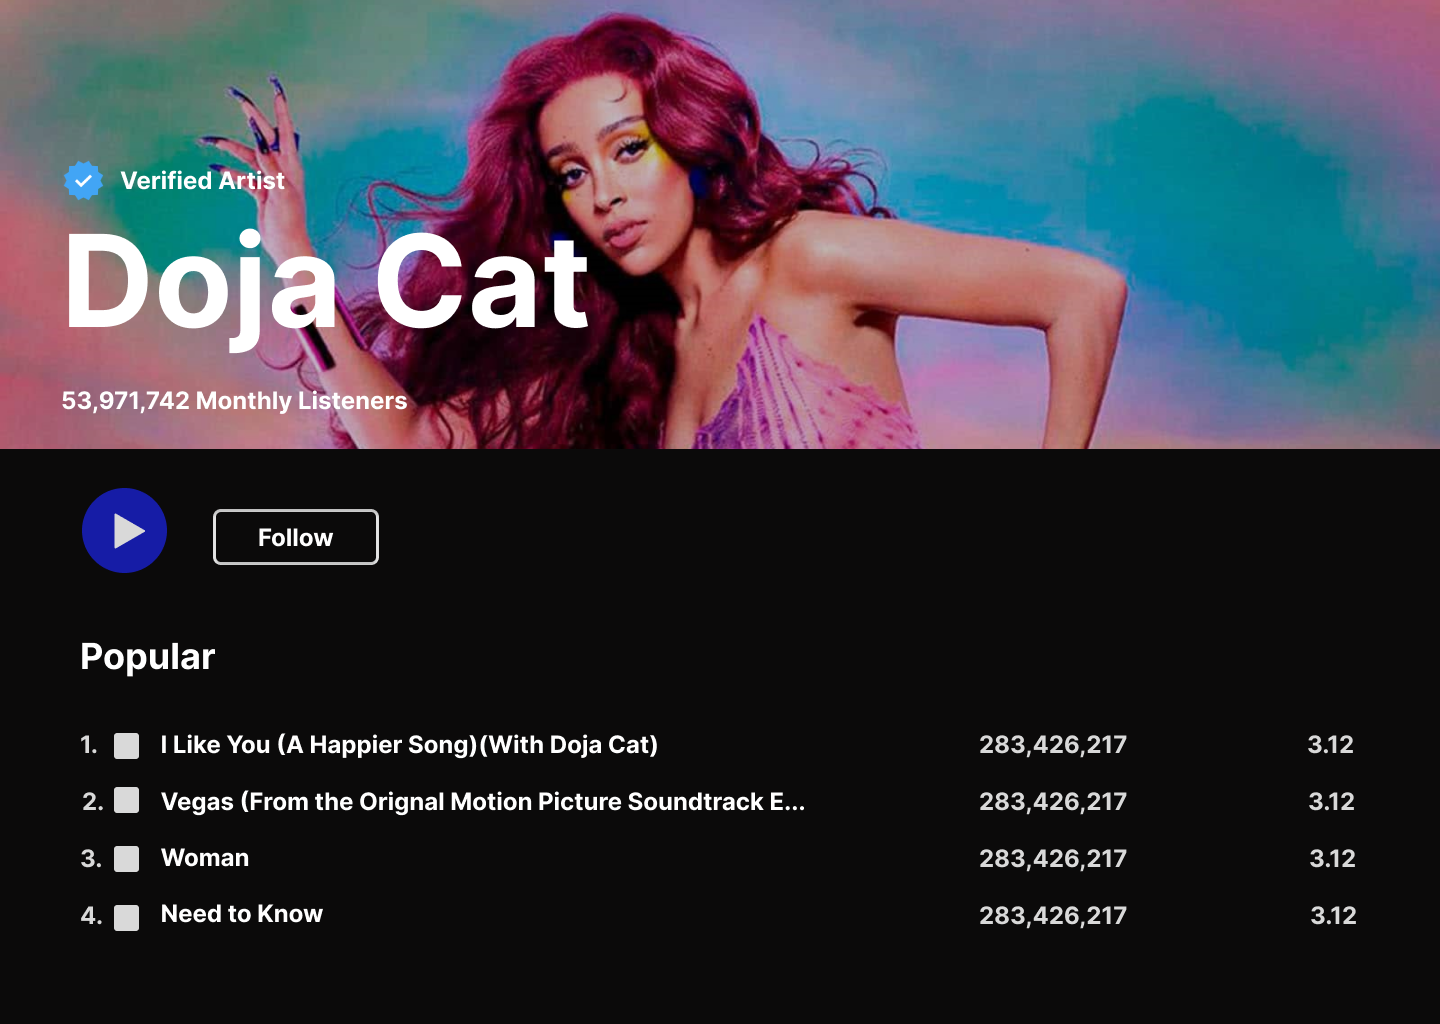 Verified Artist
Doja Cat
53,971,742 Monthly Listeners
Follow
Popular
1. I Like You (A Happier Song)(With Doja Cat) 283,426,217 3.12
2. Vegas (From the Orignal Motion Picture Soundtrack E... 283,426,217 3.12
3. Woman 283,426,217 3.12
4. Need to Know 283,426,217 3.12